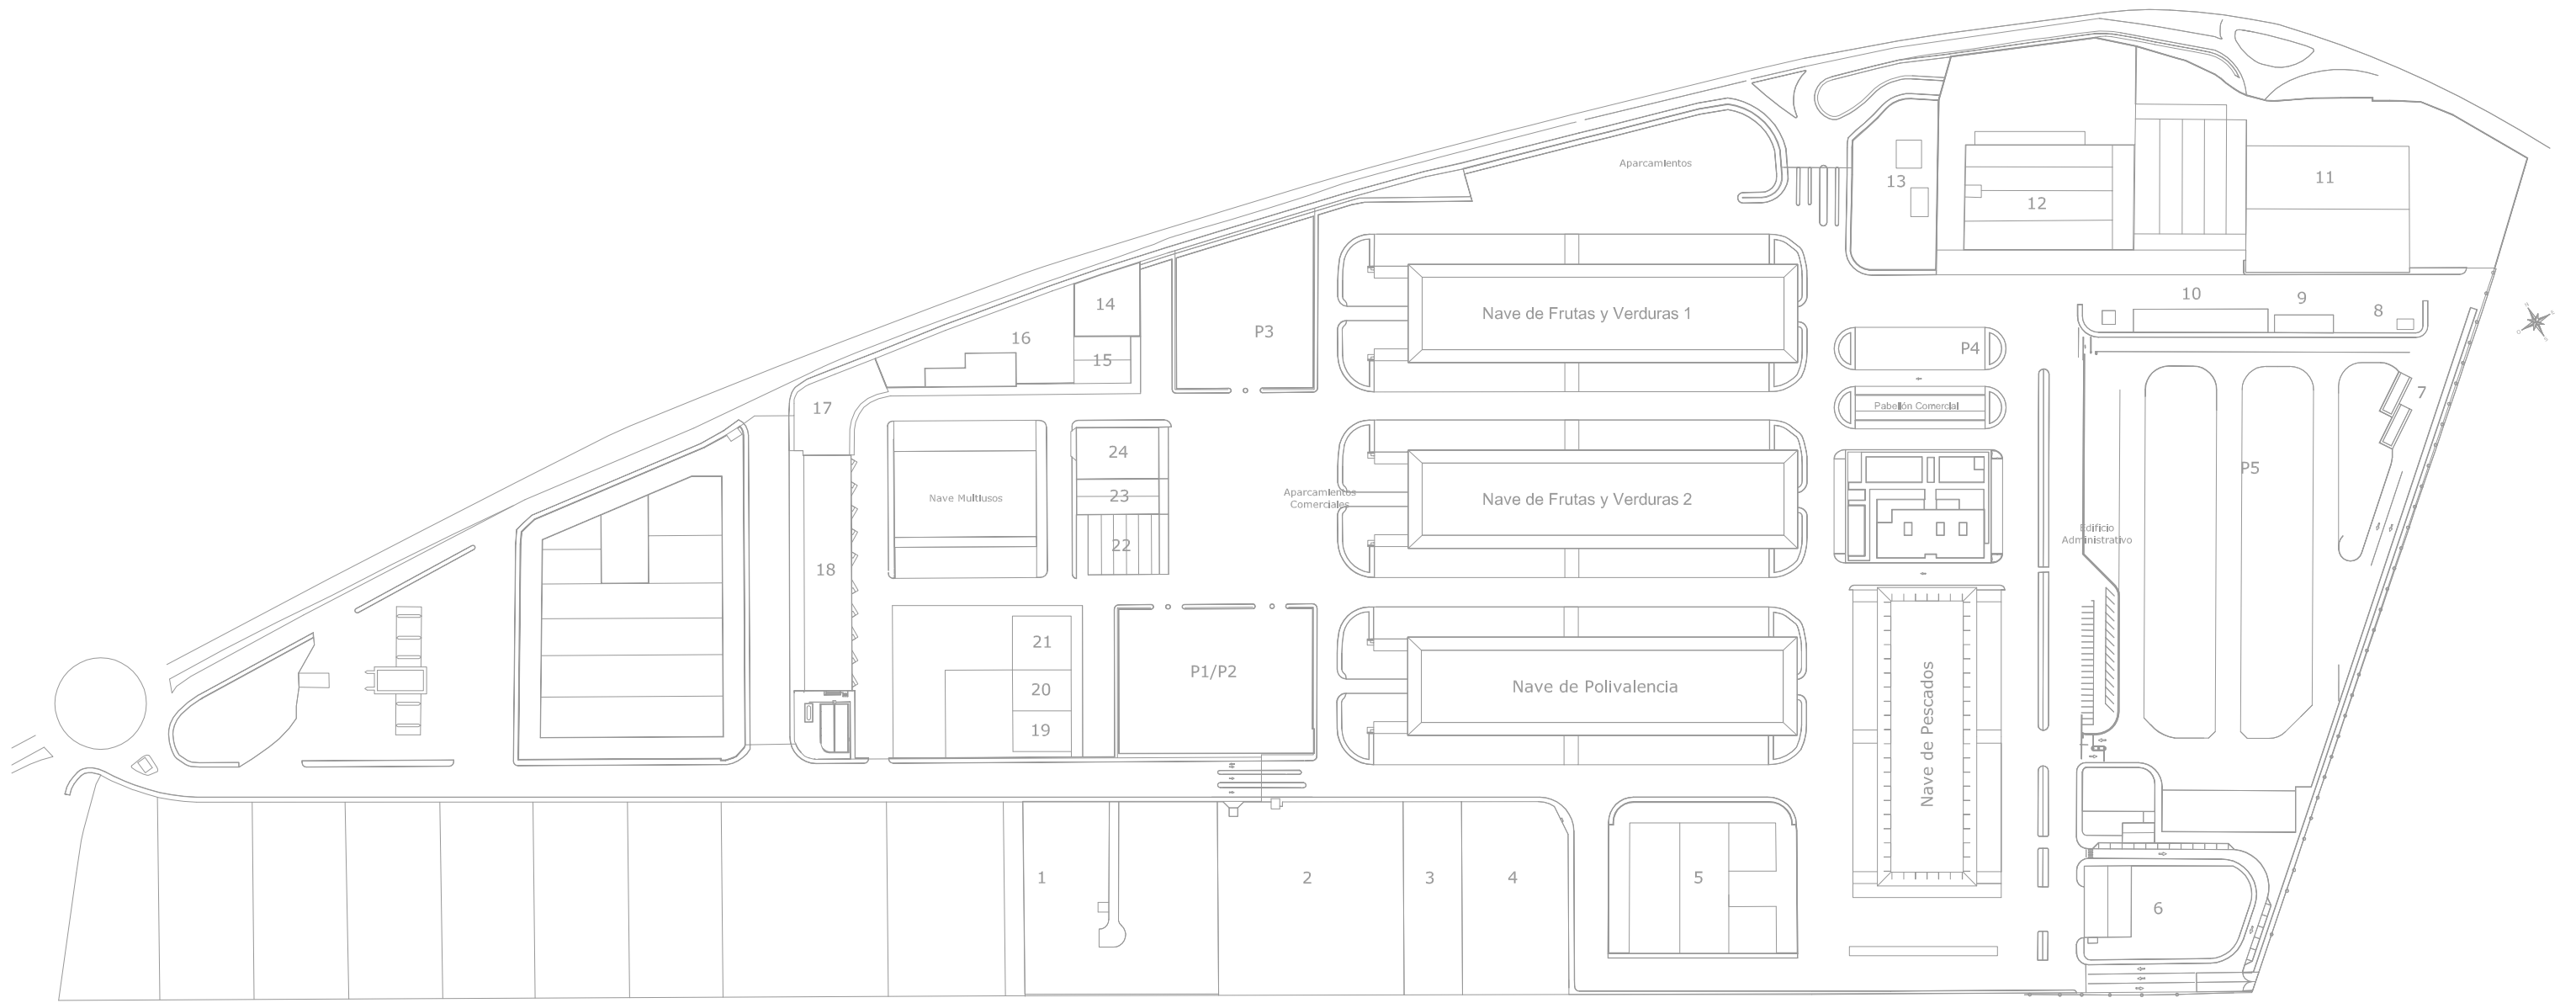 Aparcamientos
13
12
11
14
16
15
P3
Nave de Frutas y Verduras 1
10
9
8
P4
7
17
Pabellón Comercial
24
23
22
Nave Multiusos
Aparcamientos
Comerciales
Nave de Frutas y Verduras 2
P5
Edificio
Administrativo
18
21
20
19
P1/P2
Nave de Polivalencia
Nave de Pescados
1
2
3
4
5
6